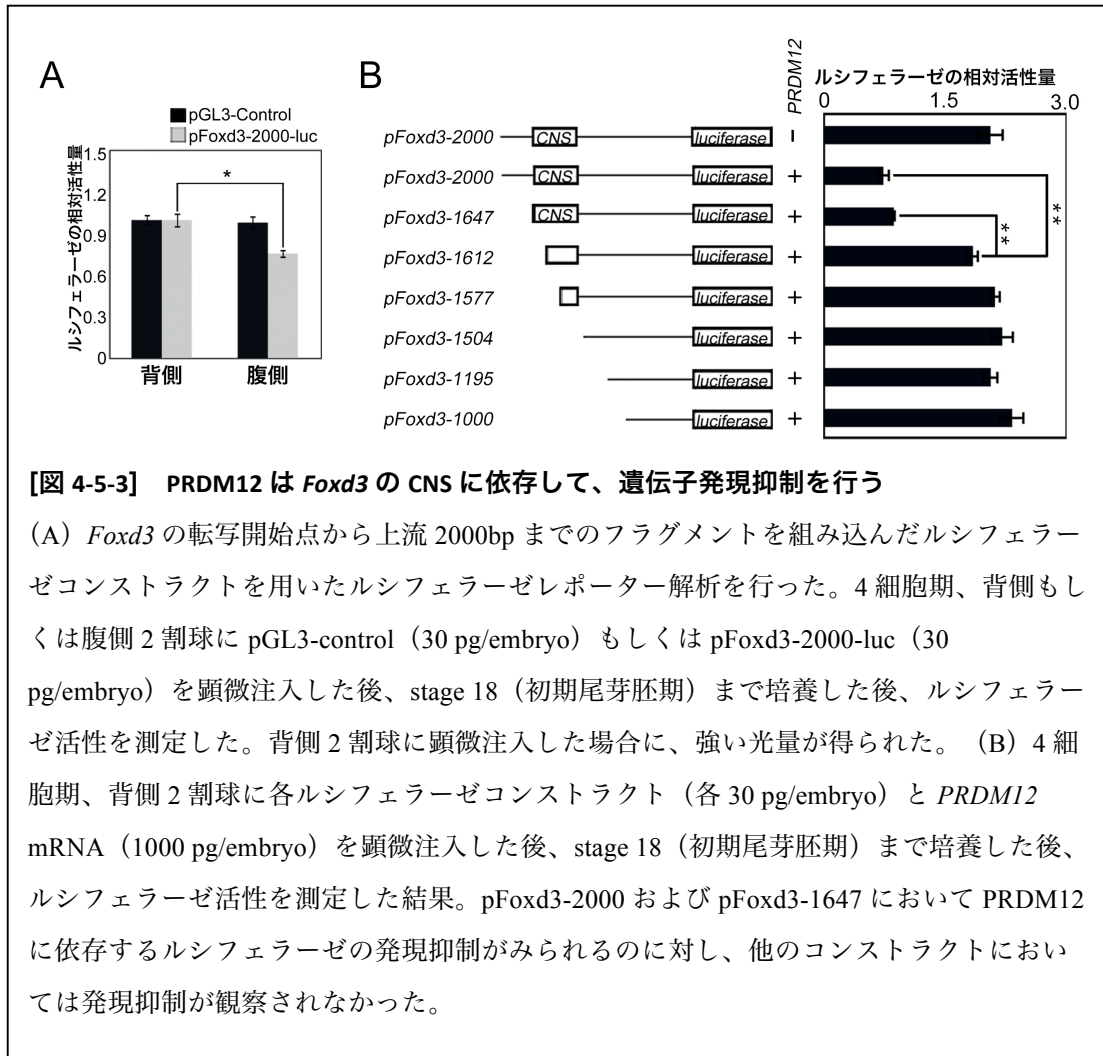 A
■pGL3-Control
■pFoxd3-2000-luc
ルシフェラーゼの相対活性量
1.5
1.2
0.9
0.6
0.3
0
*
背側 腹側
B
PRDM12
ルシフェラーゼの相対活性量
0 1.5 3.0
pFoxd3-2000 CNS luciferase −
pFoxd3-2000 CNS luciferase +
pFoxd3-1647 CNS luciferase +
pFoxd3-1612 luciferase +
pFoxd3-1577 luciferase +
pFoxd3-1504 luciferase +
pFoxd3-1195 luciferase +
pFoxd3-1000 luciferase +
**
**
[図 4-5-3] PRDM12 は Foxd3 の CNS に依存して、遺伝子発現抑制を行う
(A) Foxd3 の転写開始点から上流 2000bp までのフラグメントを組み込んだルシフェラー
ゼコンストラクトを用いたルシフェラーゼレポーター解析を行った。4 細胞期、背側もし
くは腹側 2 割球に pGL3-control(30 pg/embryo)もしくは pFoxd3-2000-luc(30
pg/embryo)を顕微注入した後、stage 18(初期尾芽胚期)まで培養した後、ルシフェラー
ゼ活性を測定した。背側 2 割球に顕微注入した場合に、強い光量が得られた。 (B) 4 細
胞期、背側 2 割球に各ルシフェラーゼコンストラクト(各 30 pg/embryo)と PRDM12
mRNA(1000 pg/embryo)を顕微注入した後、stage 18(初期尾芽胚期)まで培養した後、
ルシフェラーゼ活性を測定した結果。pFoxd3-2000 および pFoxd3-1647 において PRDM12
に依存するルシフェラーゼの発現抑制がみられるのに対し、他のコンストラクトにおい
ては発現抑制が観察されなかった。